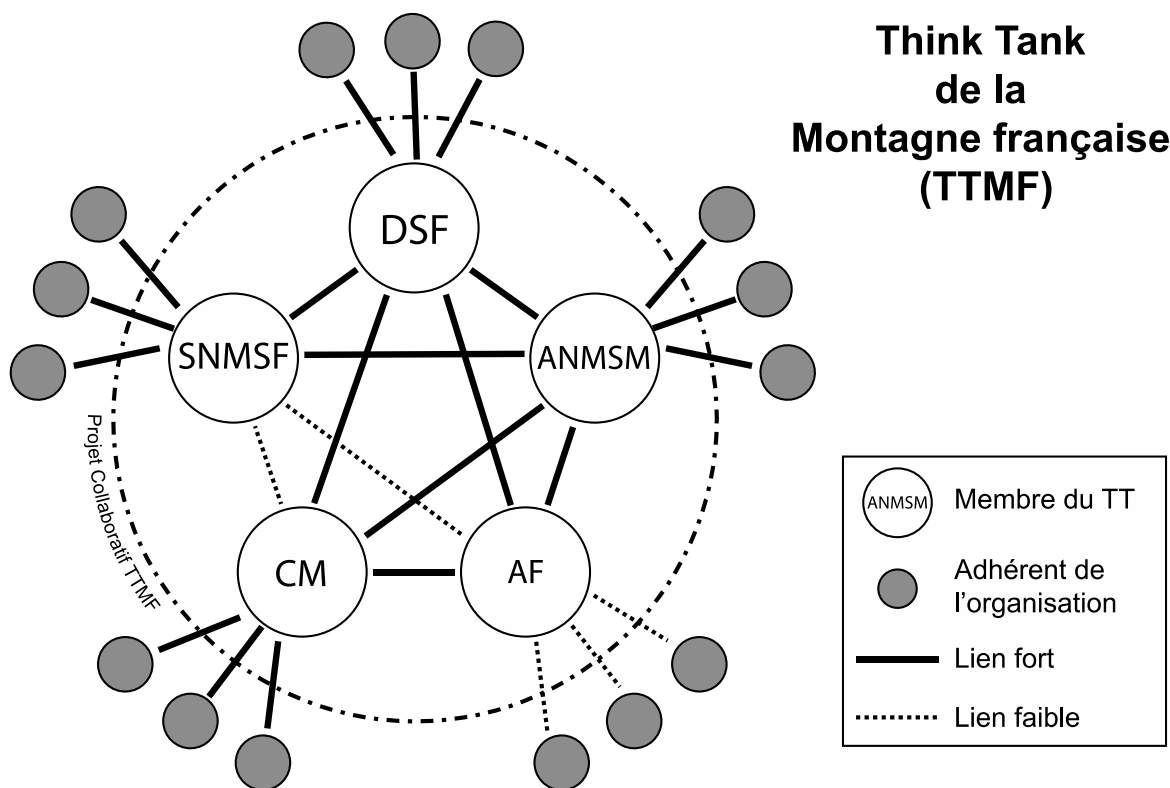 Think Tank
de la
Montagne française
(TTMF)
DSF
SNMSF
ANMSM
Projet Collaboratif TTMF
CM
AF
ANMSM
Membre du TT
Adhérent de
l'organisation
Lien fort
Lien faible